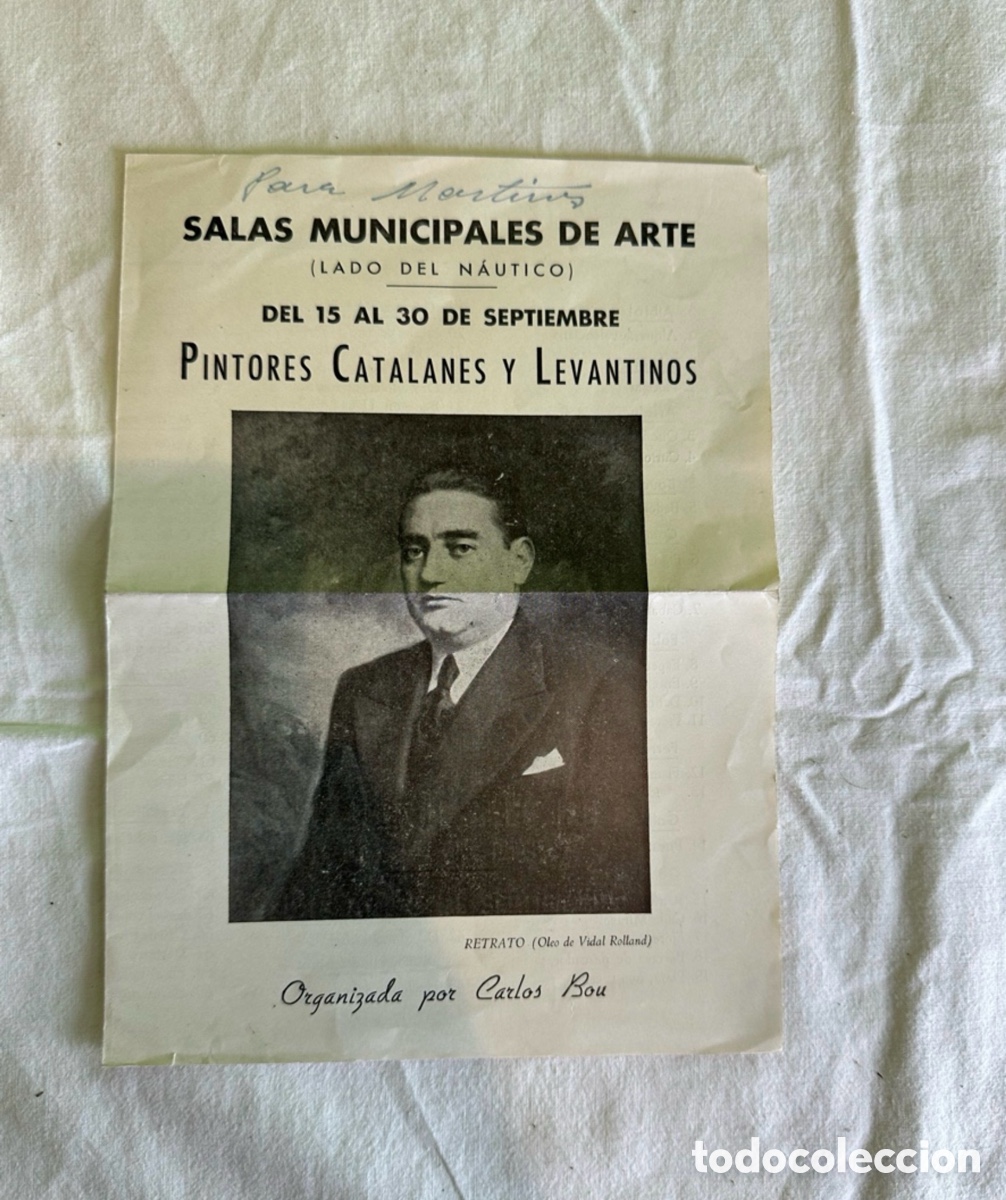 Para Martinez
SALAS MUNICIPALES DE ARTE
(LADO DEL NÁUTICO)
DEL 15 AL 30 DE SEPTIEMBRE
PINTORES CATALANES Y LEVANTINOS
RETRATO (Oleo de Vidal Rolland)
Organizada por Carlos Bou
todocoleccion